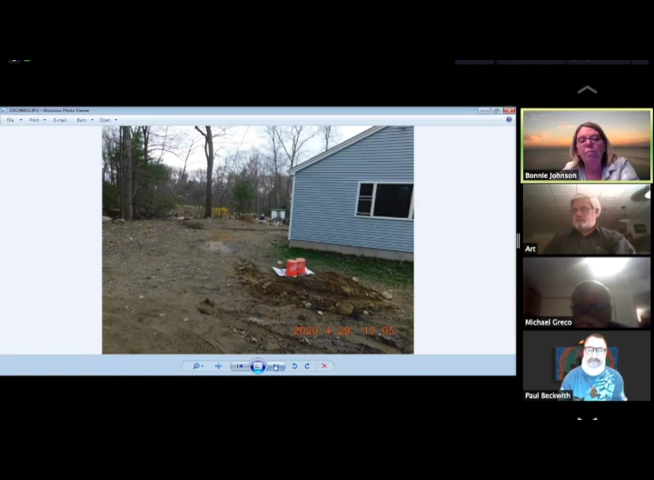 Windows Photo Viewer
File
Print
E-mail
Burn
Open
2020 4 29 17:05
Bonnie Johnson
Art
Michael Greco
Paul Beckwith